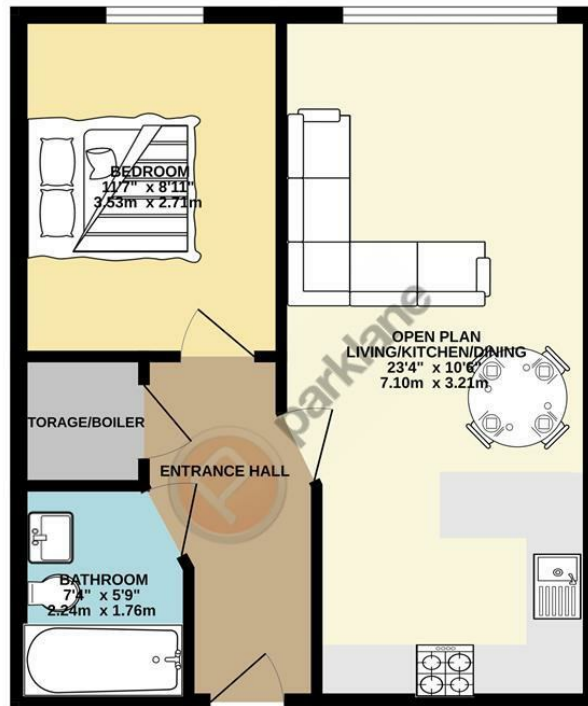 BEDROOM
11'7" x 8'11"
3.53m x 2.71m
OPEN PLAN
LIVING/KITCHEN/DINING
23'4" x 10'6"
7.10m x 3.21m
TORAGE/BOILER
ENTRANCE HALL
BATHROOM
7'4" x 5'9"
2.24m x 1.76m
parklane
P